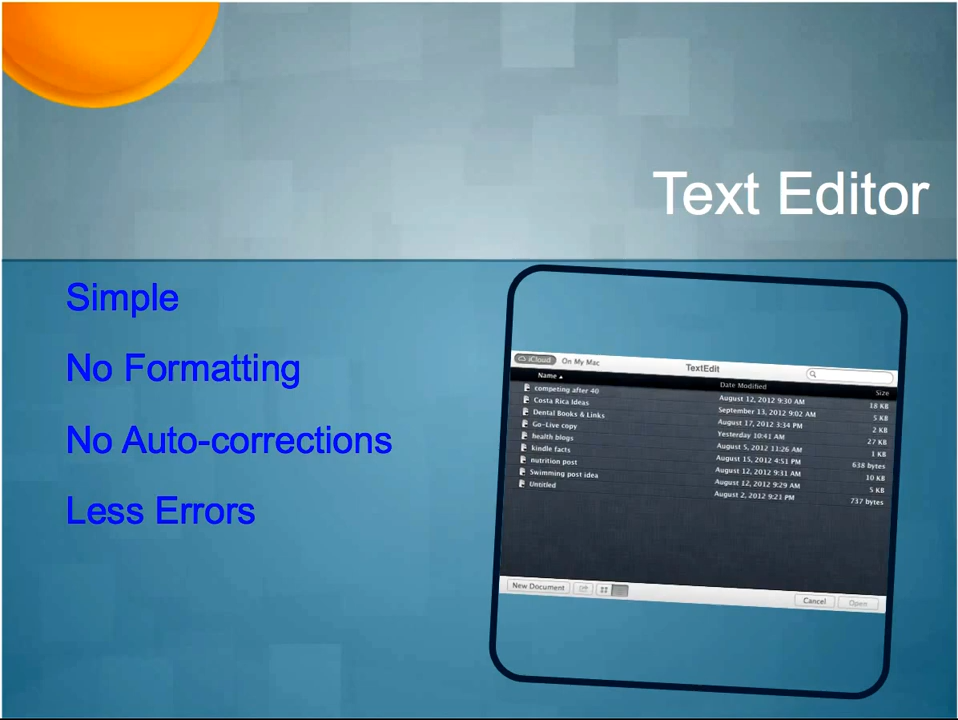 Text Editor
Simple
No Formatting
No Auto-corrections
Less Errors
iCloud On My Mac TextEdit
Name Date Modified Size
competing after 40 August 12, 2012 9:30 AM 18 KB
Costa Rica Ideas September 13, 2012 9:02 AM 5 KB
Dental Books & Links August 17, 2012 3:34 PM 2 KB
Go-Live copy Yesterday 10:41 AM 27 KB
health blogs August 5, 2012 11:26 AM 1 KB
kindle facts August 15, 2012 4:51 PM 638 bytes
nutrition post August 12, 2012 9:31 AM 10 KB
Swimming post idea August 12, 2012 9:29 AM 5 KB
Untitled August 2, 2012 9:21 PM 737 bytes
New Document Cancel Open